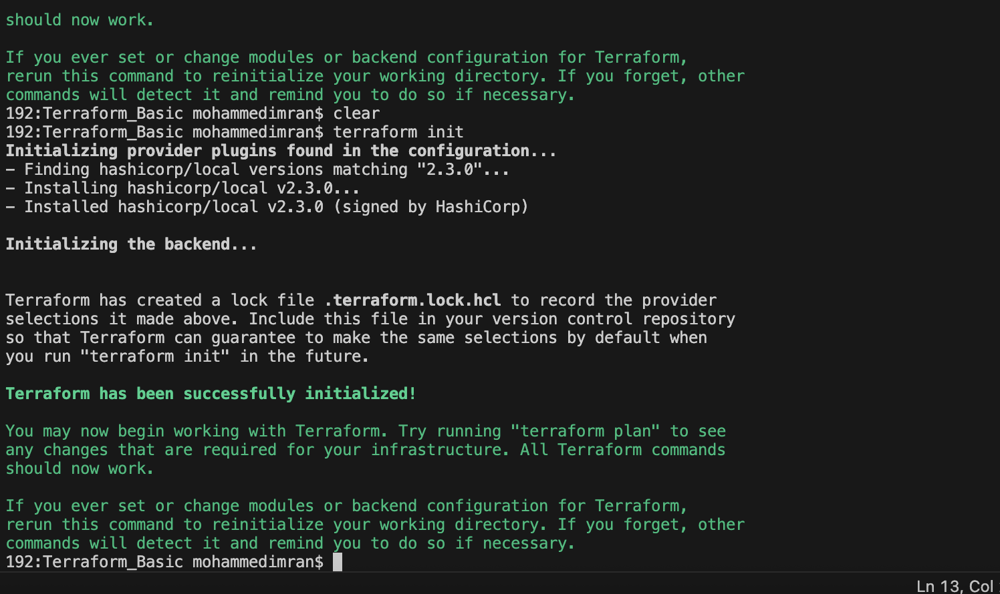 should now work.
If you ever set or change modules or backend configuration for Terraform,
rerun this command to reinitialize your working directory. If you forget, other
commands will detect it and remind you to do so if necessary.
192:Terraform_Basic mohammedimran$ clear
192:Terraform_Basic mohammedimran$ terraform init
Initializing provider plugins found in the configuration...
- Finding hashicorp/local versions matching "2.3.0"...
- Installing hashicorp/local v2.3.0...
- Installed hashicorp/local v2.3.0 (signed by HashiCorp)
Initializing the backend...
Terraform has created a lock file .terraform.lock.hcl to record the provider
selections it made above. Include this file in your version control repository
so that Terraform can guarantee to make the same selections by default when
you run "terraform init" in the future.
Terraform has been successfully initialized!
You may now begin working with Terraform. Try running "terraform plan" to see
any changes that are required for your infrastructure. All Terraform commands
should now work.
If you ever set or change modules or backend configuration for Terraform,
rerun this command to reinitialize your working directory. If you forget, other
commands will detect it and remind you to do so if necessary.
192:Terraform_Basic mohammedimran$
Ln 13, Col